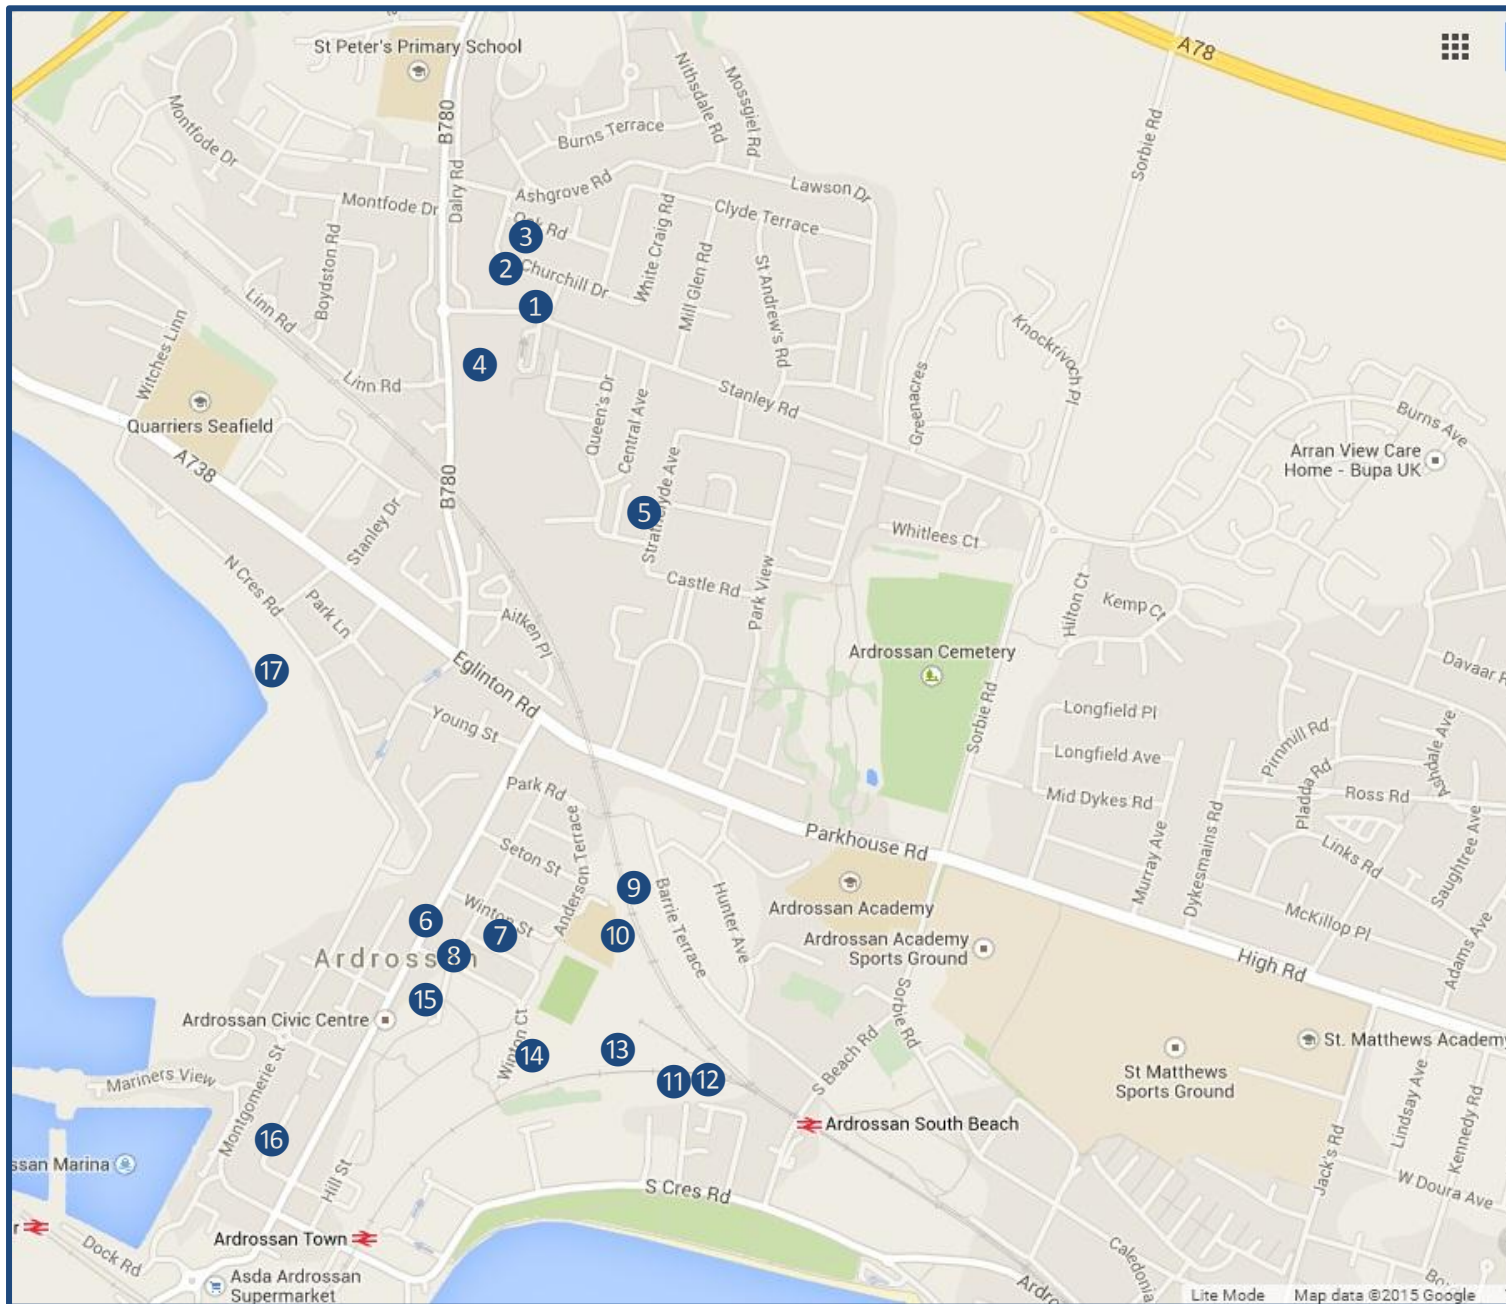 St Peter's Primary School
A78
Nithsdale Rd
Mossgiel Rd
Montfode Dr
B780
Burns Terrace
Sorbie Rd
Dalry Rd
Ashgrove Rd
Lawson Dr
Montfode Dr
Oak Rd
White Craig Rd
Clyde Terrace
3
Boydston Rd
2
Churchill Dr
Mill Glen Rd
St Andrew's Rd
Linn Rd
1
Witches Linn
Knockrivoch Pl
4
Linn Rd
Greenacres
Stanley Rd
Queen's Dr
Central Ave
Burns Ave
Quarriers Seafield
Arran View Care
Home - Bupa UK
A738
B780
Strathclyde Ave
5
Stanley Dr
Whitlees Ct
N Cres Rd
Castle Rd
Park View
Park Ln
Aitken Pl
Hilton Ct
Kemp Ct
Ardrossan Cemetery
17
Eglinton Rd
Davaar R
Sorbie Rd
Longfield Pl
Young St
Longfield Ave
Pirnmill Rd
Ashdale Ave
Park Rd
Mid Dykes Rd
Pladda Rd
Ross Rd
Anderson Terrace
Seton St
Parkhouse Rd
Murray Ave
Dykesmains Rd
Links Rd
Saughtree Ave
9
Barrie Terrace
Hunter Ave
Ardrossan Academy
Winton St
McKillop Pl
6
7
10
Ardrossan Academy
Sports Ground
Adams Ave
8
Ardrossan
High Rd
15
Ardrossan Civic Centre
Sorbie Rd
Winton Ct
14
13
S Beach Rd
St. Matthews Academy
St Matthews
Sports Ground
Mariners View
Montgomerie St
11
12
Lindsay Ave
Kennedy Rd
Ardrossan South Beach
16
ssan Marina
Hill St
Jack's Rd
W Doura Ave
S Cres Rd
r
Dock Rd
Ardrossan Town
Caledonia
Asda Ardrossan
Supermarket
Ardro
Lite Mode
Map data ©2015 Google